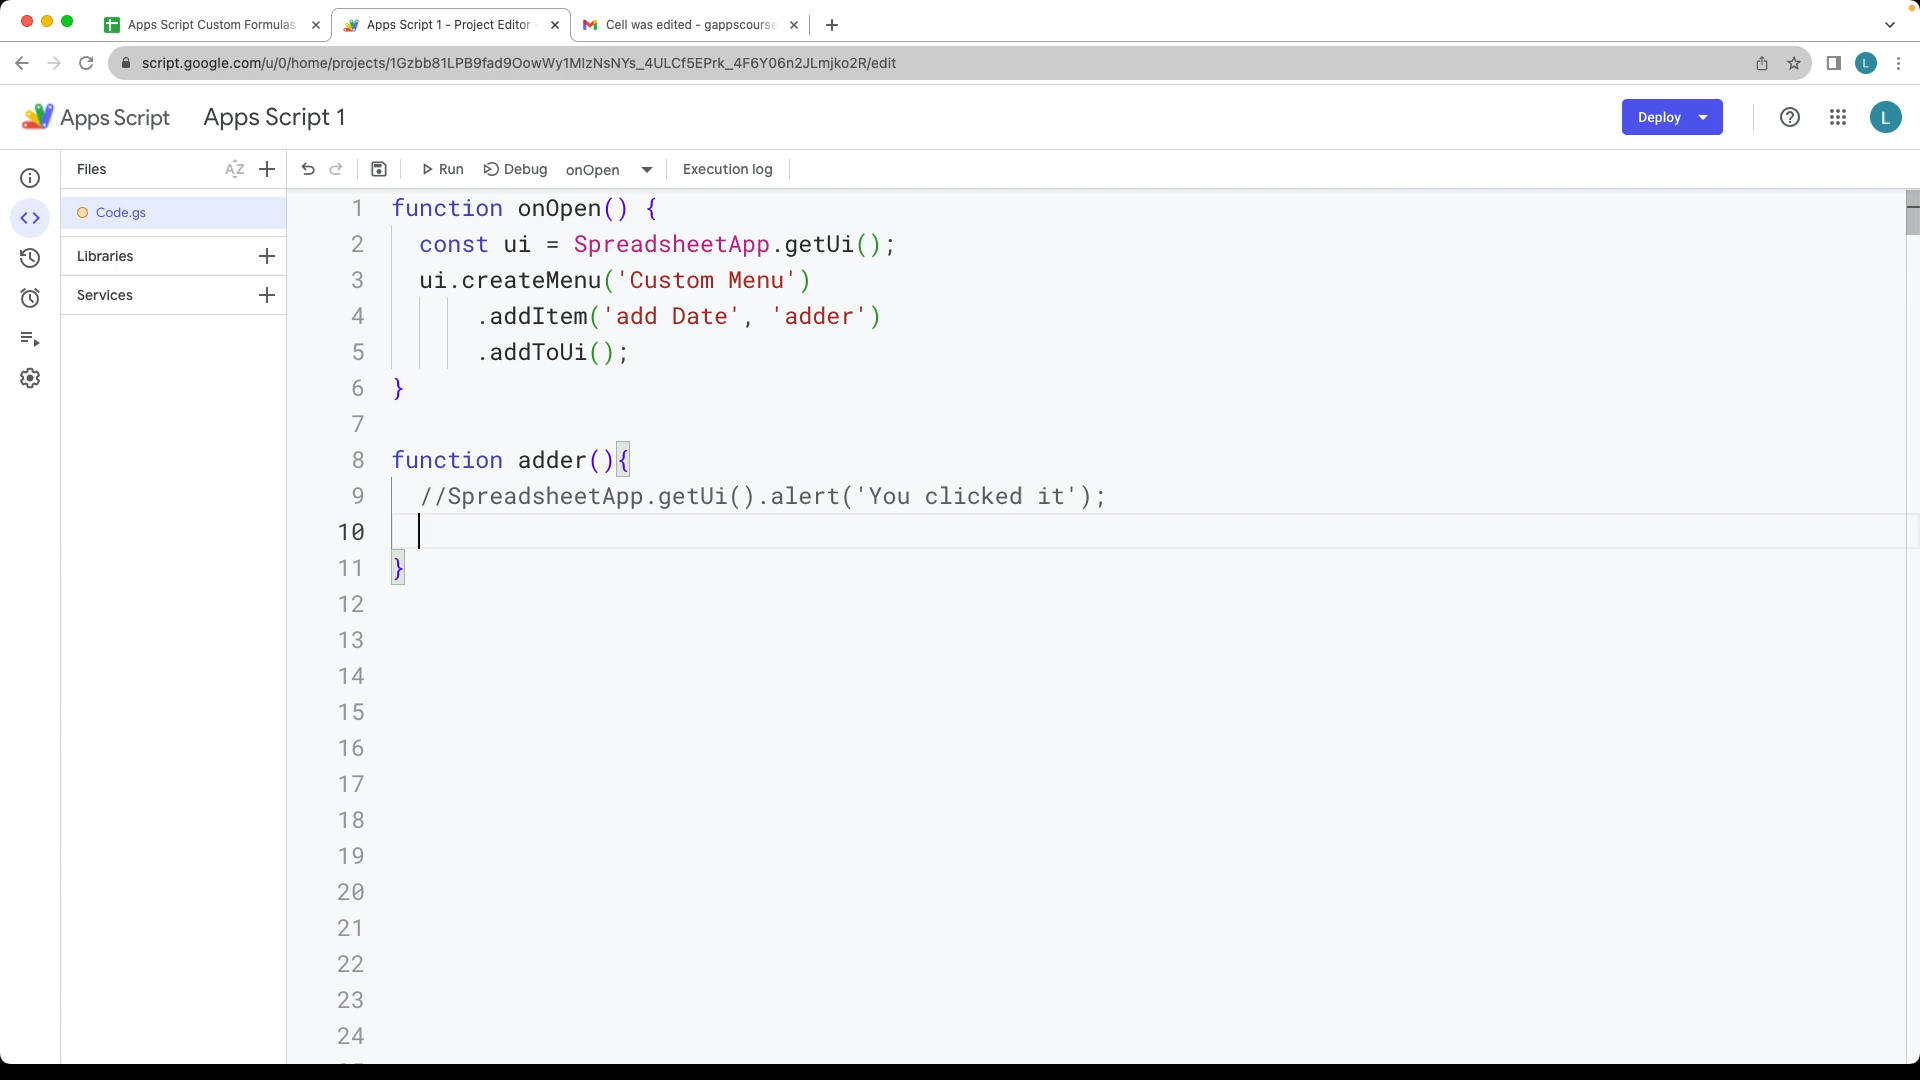 Apps Script Custom Formulas
Apps Script 1 - Project Editor -
Cell was edited - gappscourse
script.google.com/u/0/home/projects/1Gzbb81LPB9fad9OowWy1MIzNsNYs_4ULCf5EPrk_4F6Y06n2JLmjko2R/edit
L
Apps Script
Apps Script 1
Deploy
L
Files
AZ
Run
Debug
onOpen
Execution log
Code.gs
Libraries
Services
1 function onOpen() {
2 const ui = SpreadsheetApp.getUi();
3 ui.createMenu('Custom Menu')
4 .addItem('add Date', 'adder')
5 .addToUi();
6 }
7
8 function adder(){
9 //SpreadsheetApp.getUi().alert('You clicked it');
10
11 }
12
13
14
15
16
17
18
19
20
21
22
23
24